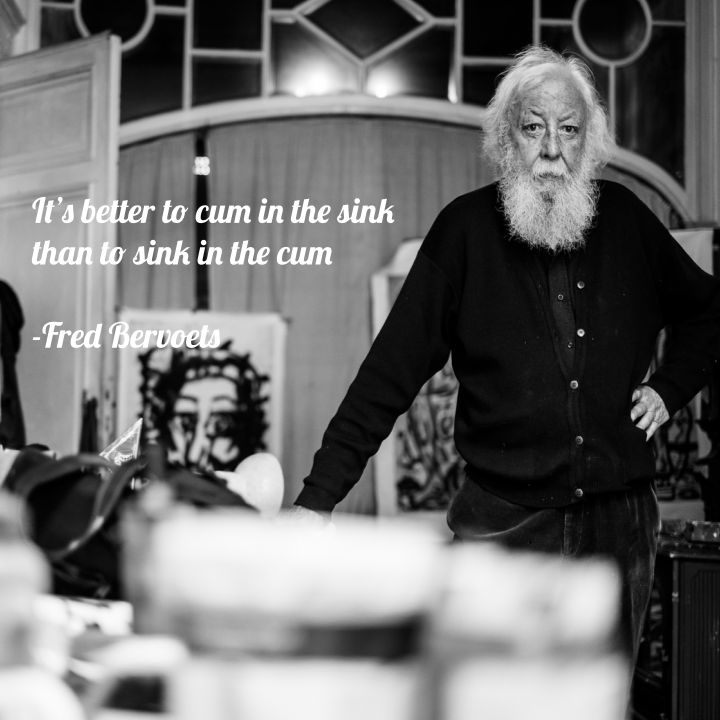 It's better to cum in the sink
than to sink in the cum
-Fred Bervoets